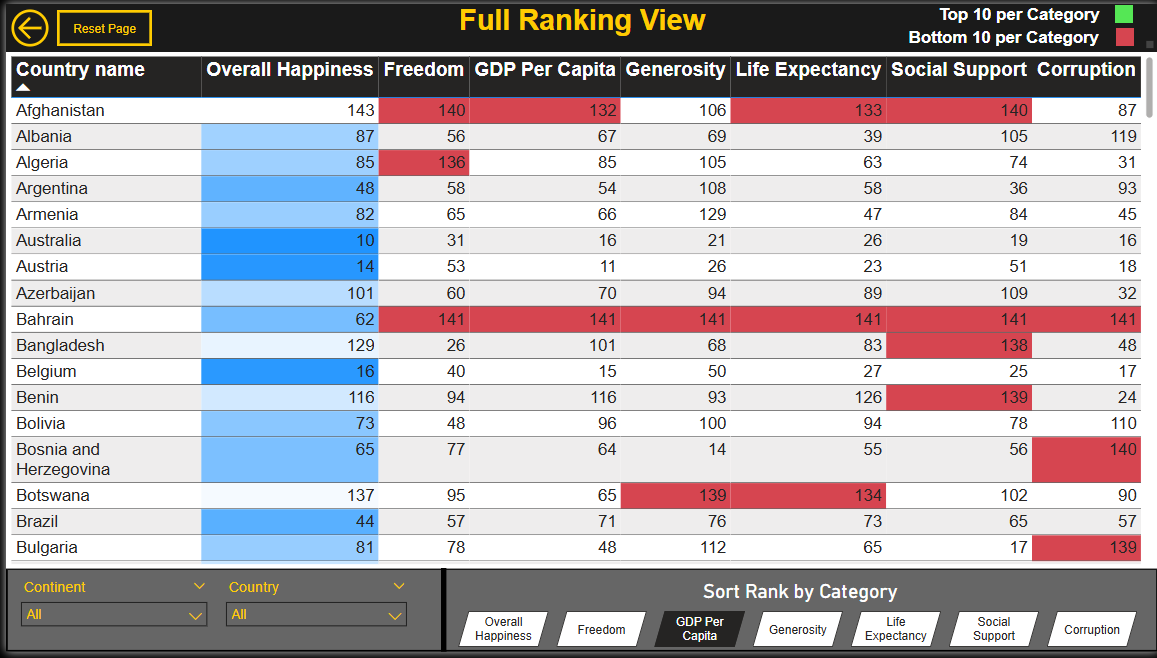 Reset Page
Full Ranking View
Top 10 per Category
Bottom 10 per Category
Country name Overall Happiness Freedom GDP Per Capita Generosity Life Expectancy Social Support Corruption
Afghanistan 143 140 132 106 133 140 87
Albania 87 56 67 69 39 105 119
Algeria 85 136 85 105 63 74 31
Argentina 48 58 54 108 58 36 93
Armenia 82 65 66 129 47 84 45
Australia 10 31 16 21 26 19 16
Austria 14 53 11 26 23 51 18
Azerbaijan 101 60 70 94 89 109 32
Bahrain 62 141 141 141 141 141 141
Bangladesh 129 26 101 68 83 138 48
Belgium 16 40 15 50 27 25 17
Benin 116 94 116 93 126 139 24
Bolivia 73 48 96 100 94 78 110
Bosnia and 65 77 64 14 55 56 140
Herzegovina
Botswana 137 95 65 139 134 102 90
Brazil 44 57 71 76 73 65 57
Bulgaria 81 78 48 112 65 17 139
Continent Country
All All
Sort Rank by Category
Overall
Happiness
Freedom
GDP Per
Capita
Generosity
Life
Expectancy
Social
Support
Corruption